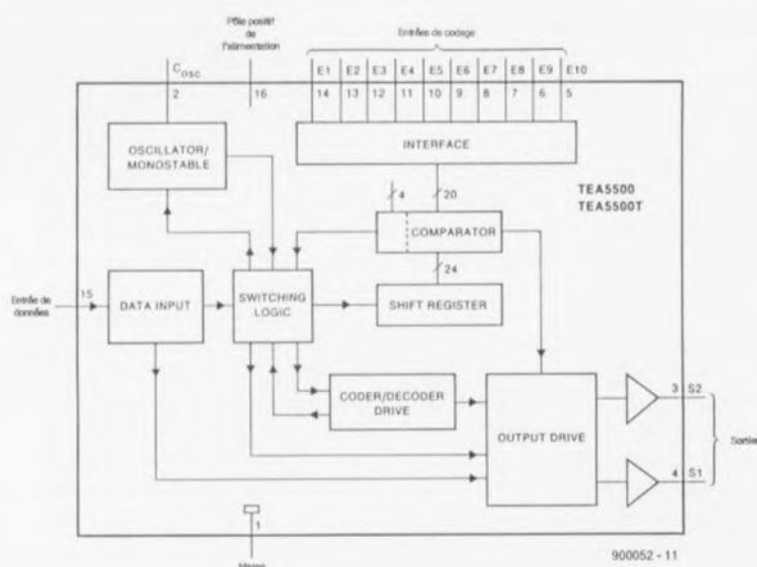 Pôle positif
de
l'alimentation
Entrées de codage
COSC
E1 E2 E3 E4 E5 E6 E7 E8 E9 E10
2
16
14 13 12 11 10 9 8 7 6 5
OSCILLATOR/
MONOSTABLE
INTERFACE
TEA5500
TEA5500T
4
20
COMPARATOR
24
Entrée de
données
15
DATA INPUT
SWITCHING
LOGIC
SHIFT REGISTER
CODER/DECODER
DRIVE
OUTPUT DRIVE
3 S2
Sorties
4 S1
1
Masse
900052 - 11